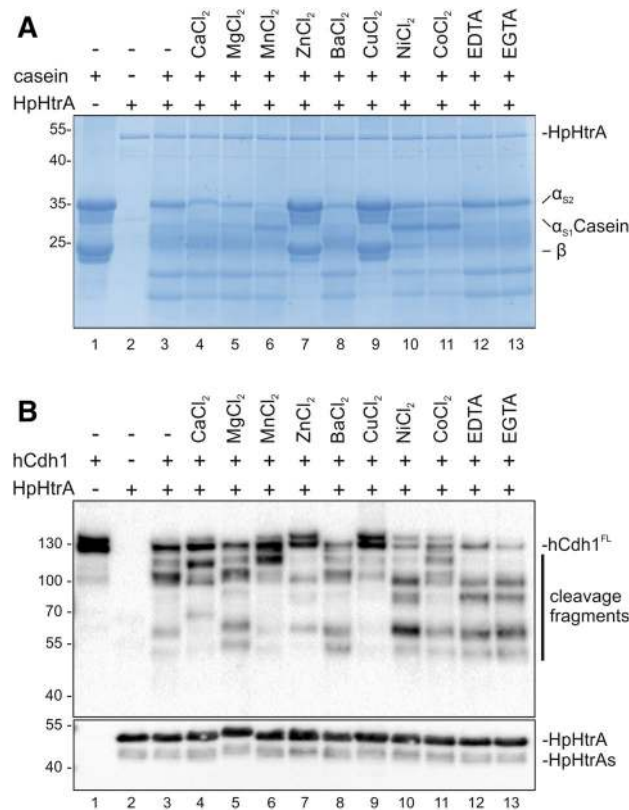 A
- - - CaCl₂ MgCl₂ MnCl₂ ZnCl₂ BaCl₂ CuCl₂ NiCl₂ CoCl₂ EDTA EGTA
casein + - + + + + + + + + + + +
HpHtrA - + + + + + + + + + + + +
55-
-HpHtrA
40-
35-
αS2
αS1Casein
25-
β
1 2 3 4 5 6 7 8 9 10 11 12 13
B
- - - CaCl₂ MgCl₂ MnCl₂ ZnCl₂ BaCl₂ CuCl₂ NiCl₂ CoCl₂ EDTA EGTA
hCdh1 + - + + + + + + + + + + +
HpHtrA - + + + + + + + + + + + +
130-
-hCdh1FL
100-
cleavage
fragments
70-
55-
40-
55-
-HpHtrA
-HpHtrAs
40-
1 2 3 4 5 6 7 8 9 10 11 12 13